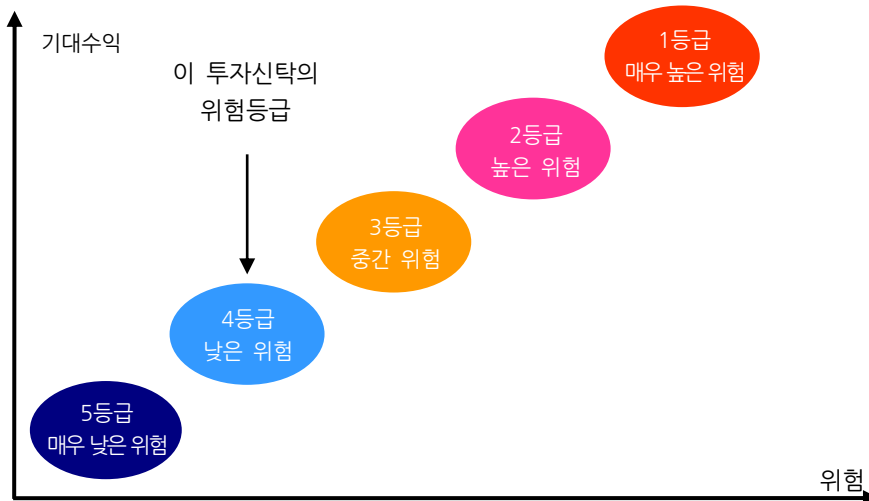 기대수익
이 투자신탁의
위험등급
1등급
매우 높은 위험
2등급
높은 위험
3등급
중간 위험
4등급
낮은 위험
5등급
매우 낮은 위험
위험